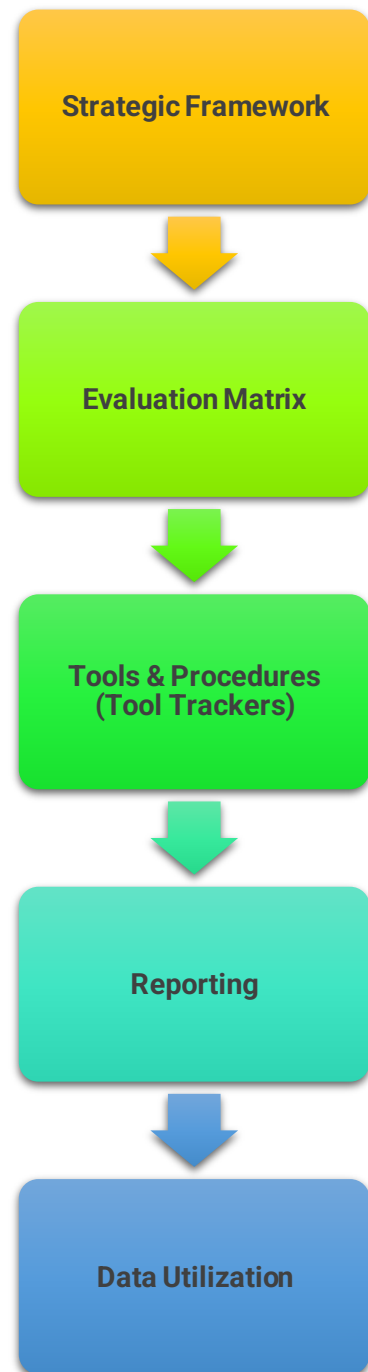 Strategic Framework
Evaluation Matrix
Tools & Procedures
(Tool Trackers)
Reporting
Data Utilization